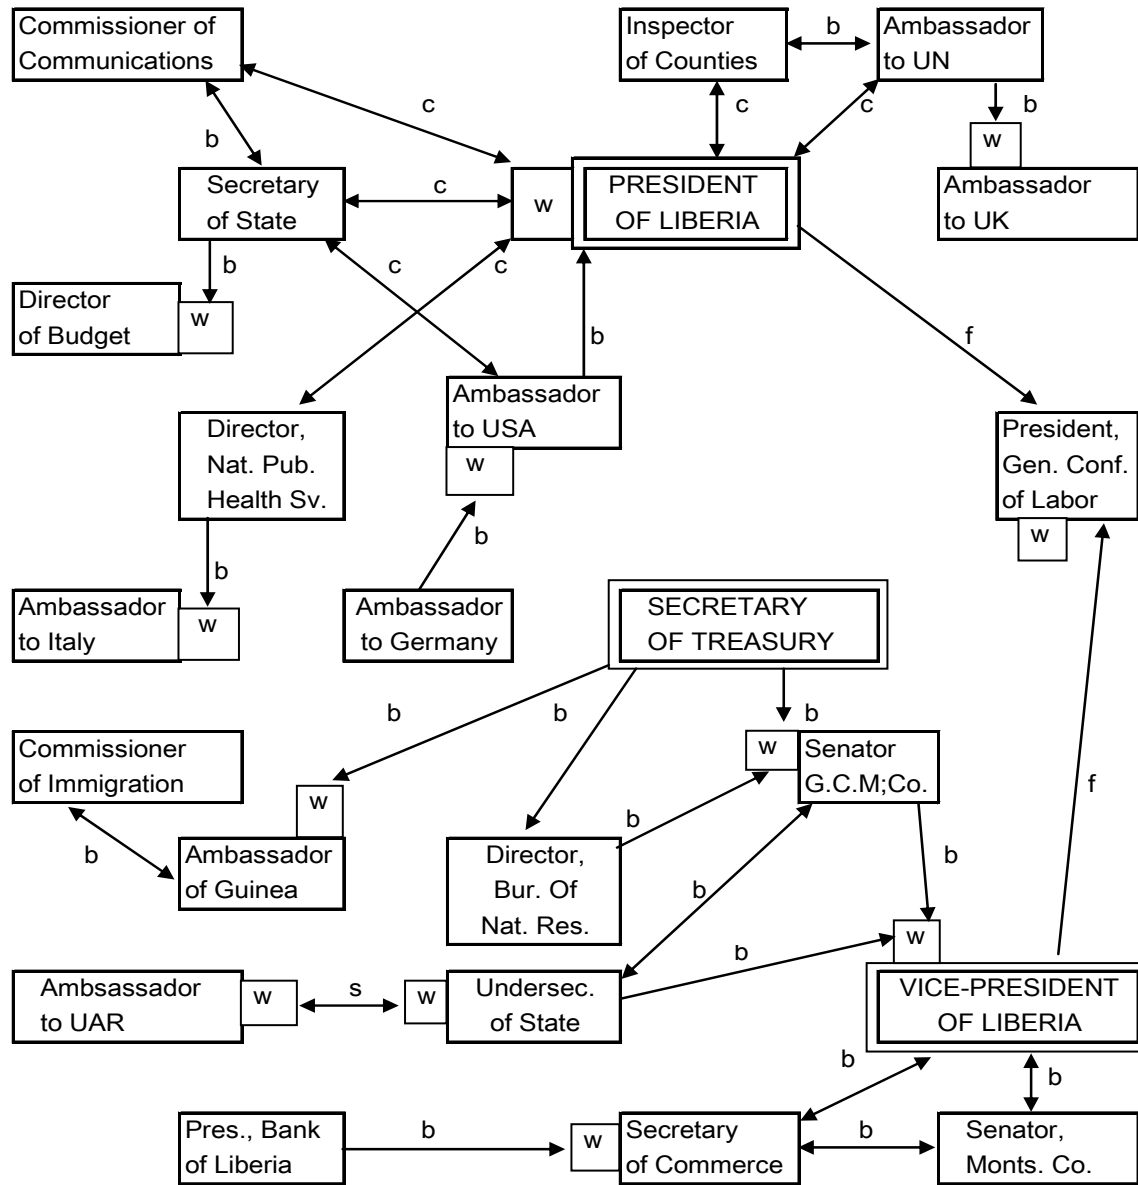 Commissioner of
Communications
Inspector
of Counties
b
Ambassador
to UN
c
b
c
c
b
w
Secretary
of State
c
w
PRESIDENT
OF LIBERIA
Ambassador
to UK
b
c
c
Director
of Budget
w
b
f
Ambassador
to USA
w
Director,
Nat. Pub.
Health Sv.
President,
Gen. Conf.
of Labor
w
b
b
Ambassador
to Italy
w
Ambassador
to Germany
SECRETARY
OF TREASURY
b
b
b
Commissioner
of Immigration
w
w
Senator
G.C.M;Co.
f
b
b
Ambassador
of Guinea
Director,
Bur. Of
Nat. Res.
b
b
b
w
Ambsassador
to UAR
w
s
w
Undersec.
of State
VICE-PRESIDENT
OF LIBERIA
b
b
Pres., Bank
of Liberia
b
w
Secretary
of Commerce
b
Senator,
Monts. Co.